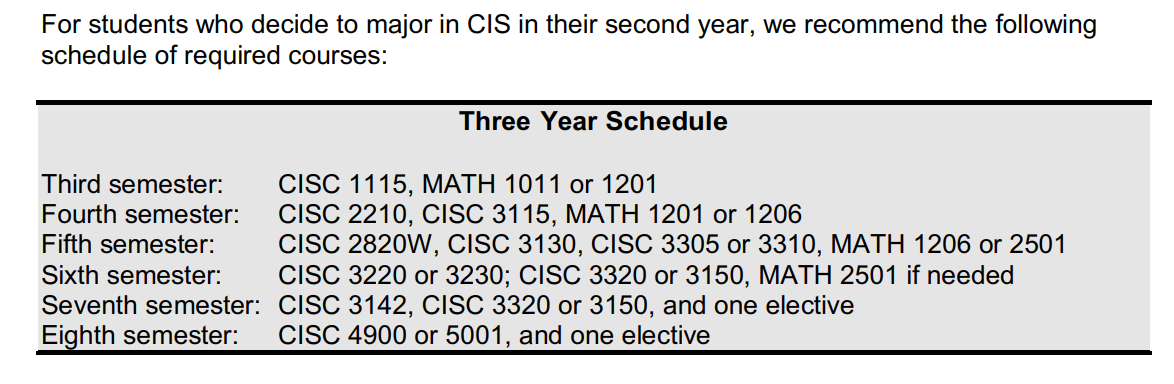 For students who decide to major in CIS in their second year, we recommend the following
schedule of required courses:
Three Year Schedule
Third semester: CISC 1115, MATH 1011 or 1201
Fourth semester: CISC 2210, CISC 3115, MATH 1201 or 1206
Fifth semester: CISC 2820W, CISC 3130, CISC 3305 or 3310, MATH 1206 or 2501
Sixth semester: CISC 3220 or 3230; CISC 3320 or 3150, MATH 2501 if needed
Seventh semester: CISC 3142, CISC 3320 or 3150, and one elective
Eighth semester: CISC 4900 or 5001, and one elective